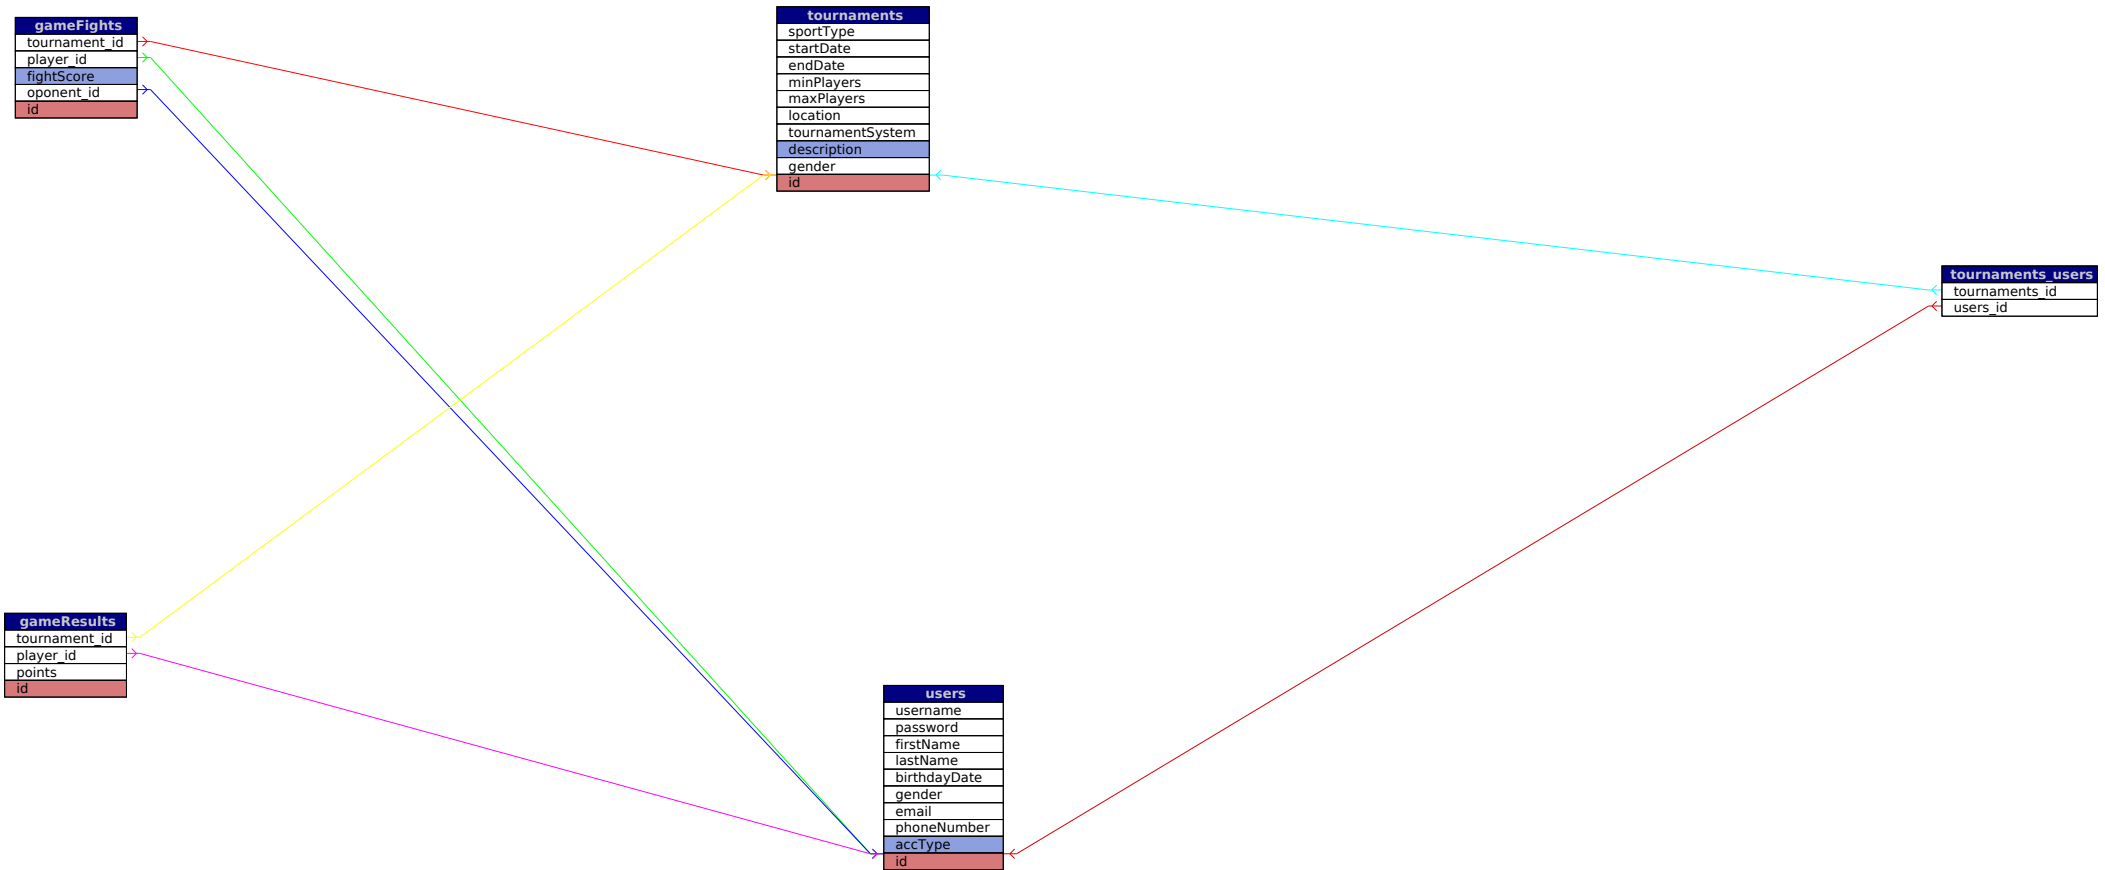 gameFights
tournament_id
player_id
fightScore
oponent_id
id
tournaments
sportType
startDate
endDate
minPlayers
maxPlayers
location
tournamentSystem
description
gender
id
tournaments_users
tournaments_id
users_id
gameResults
tournament_id
player_id
points
id
users
username
password
firstName
lastName
birthdayDate
gender
email
phoneNumber
accType
id